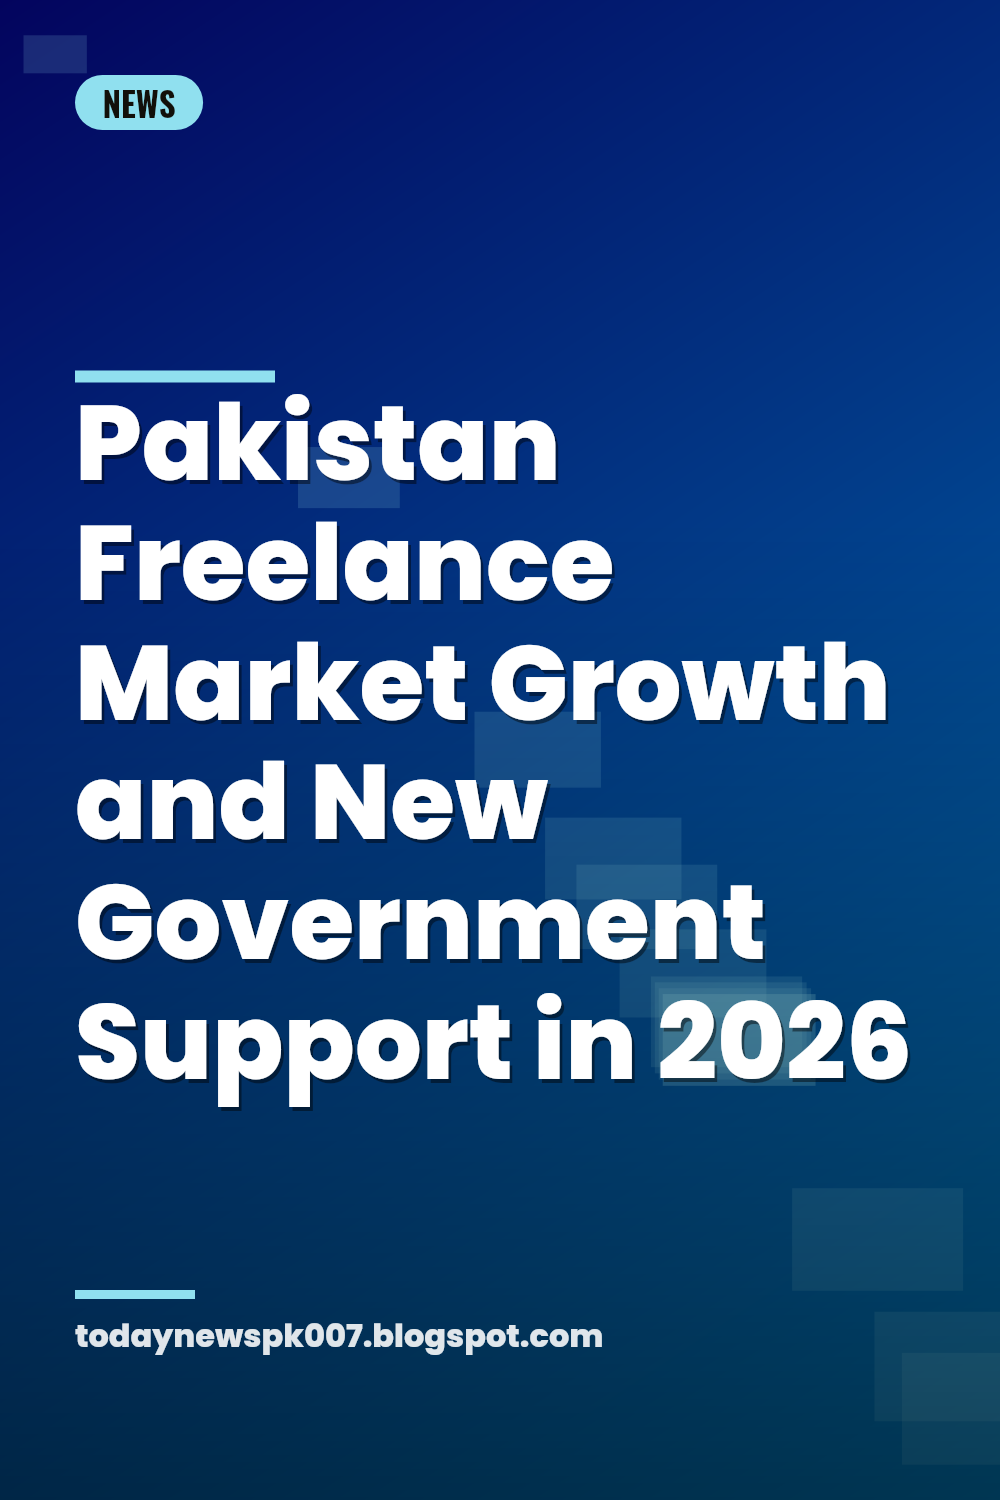 NEWS
Pakistan
Freelance
Market Growth
and New
Government
Support in 2026
todaynewspk007.blogspot.com